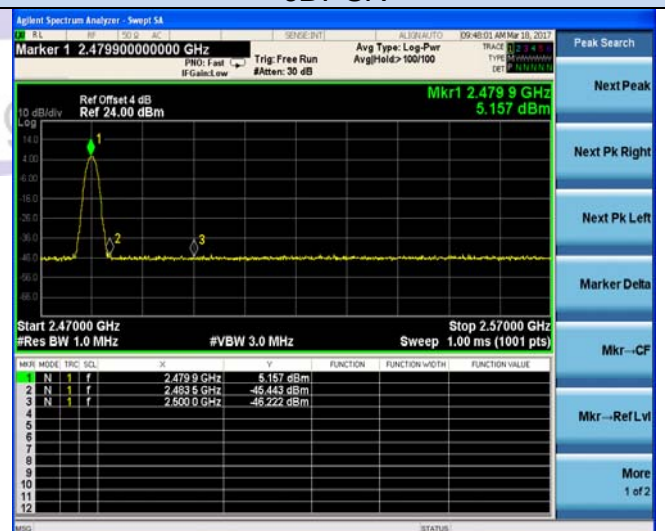 Agilent Spectrum Analyzer - Swept SA
RL RF 50 Ω AC SENSE:INT ALIGNAUTO 09:48:01 AM Mar 18, 2017
Marker 1 2.479900000000 GHz
PNO: Fast
IFGain:Low
Trig: Free Run
#Atten: 30 dB
Avg Type: Log-Pwr
Avg|Hold:> 100/100
TRACE 1 2 3 4 5 6
TYPE
DET P N N N N N
Peak Search
Mkr1 2.479 9 GHz
5.157 dBm
Ref Offset 4 dB
10 dB/div Ref 24.00 dBm
Log
14.0
4.00
-6.00
-16.0
-26.0
-36.0
-46.0
-56.0
-66.0
1
2
3
Start 2.47000 GHz Stop 2.57000 GHz
#Res BW 1.0 MHz #VBW 3.0 MHz Sweep 1.00 ms (1001 pts)
MKR MODE TRC SCL X Y FUNCTION FUNCTION WIDTH FUNCTION VALUE
1 N 1 f 2.479 9 GHz 5.157 dBm
2 N 1 f 2.483 5 GHz -45.443 dBm
3 N 1 f 2.500 0 GHz -46.222 dBm
4
5
6
7
8
9
10
11
12
MSG STATUS
Next Peak
Next Pk Right
Next Pk Left
Marker Delta
Mkr→CF
Mkr→Ref Lvl
More
1 of 2